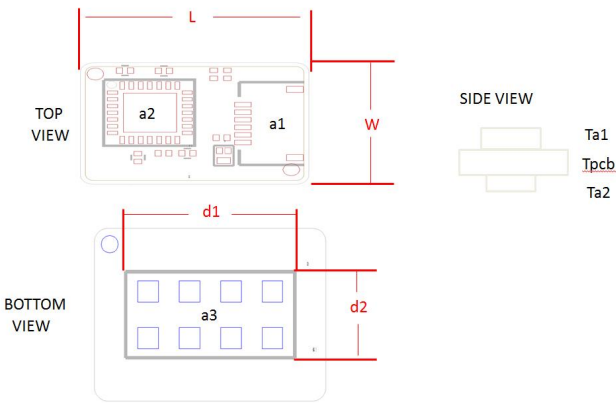 L
TOP
VIEW
a2
a1
W
SIDE VIEW
Ta1
Tpcb
Ta2
d1
BOTTOM
VIEW
a3
d2